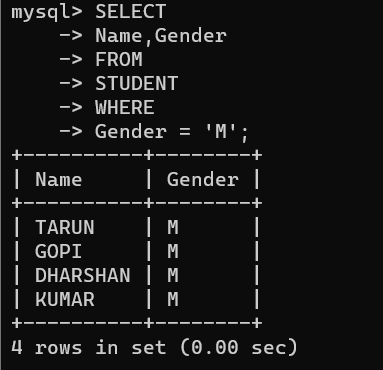 mysql> SELECT
    -> Name,Gender
    -> FROM
    -> STUDENT
    -> WHERE
    -> Gender = 'M';
+----------+--------+
| Name     | Gender |
+----------+--------+
| TARUN    | M      |
| GOPI     | M      |
| DHARSHAN | M      |
| KUMAR    | M      |
+----------+--------+
4 rows in set (0.00 sec)